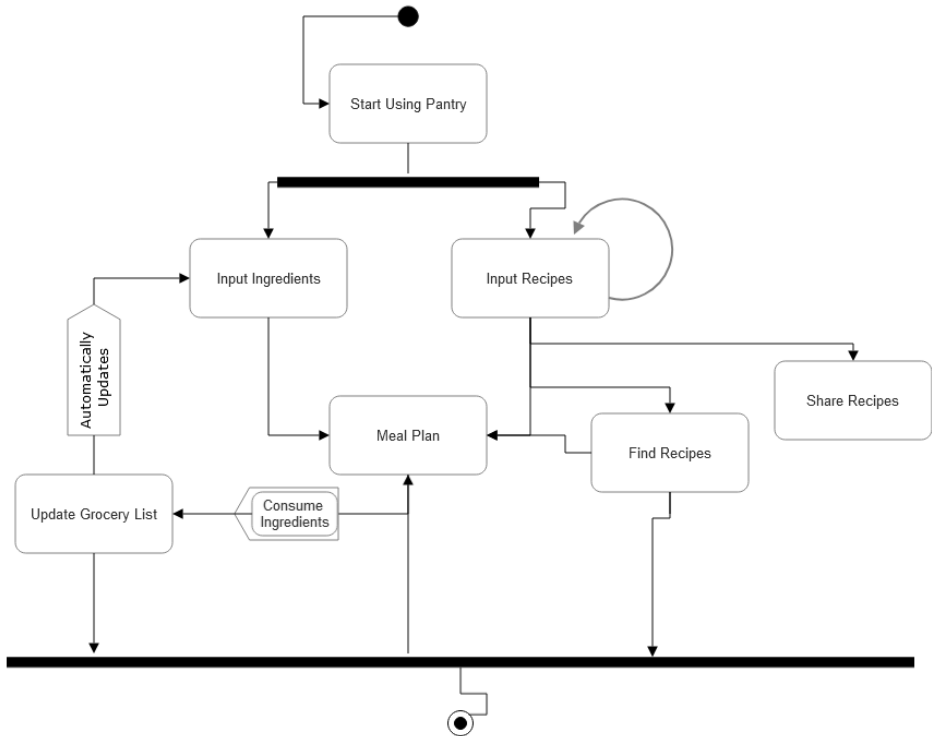 Start Using Pantry
Input Ingredients
Input Recipes
Automatically
Updates
Share Recipes
Meal Plan
Find Recipes
Update Grocery List
Consume
Ingredients